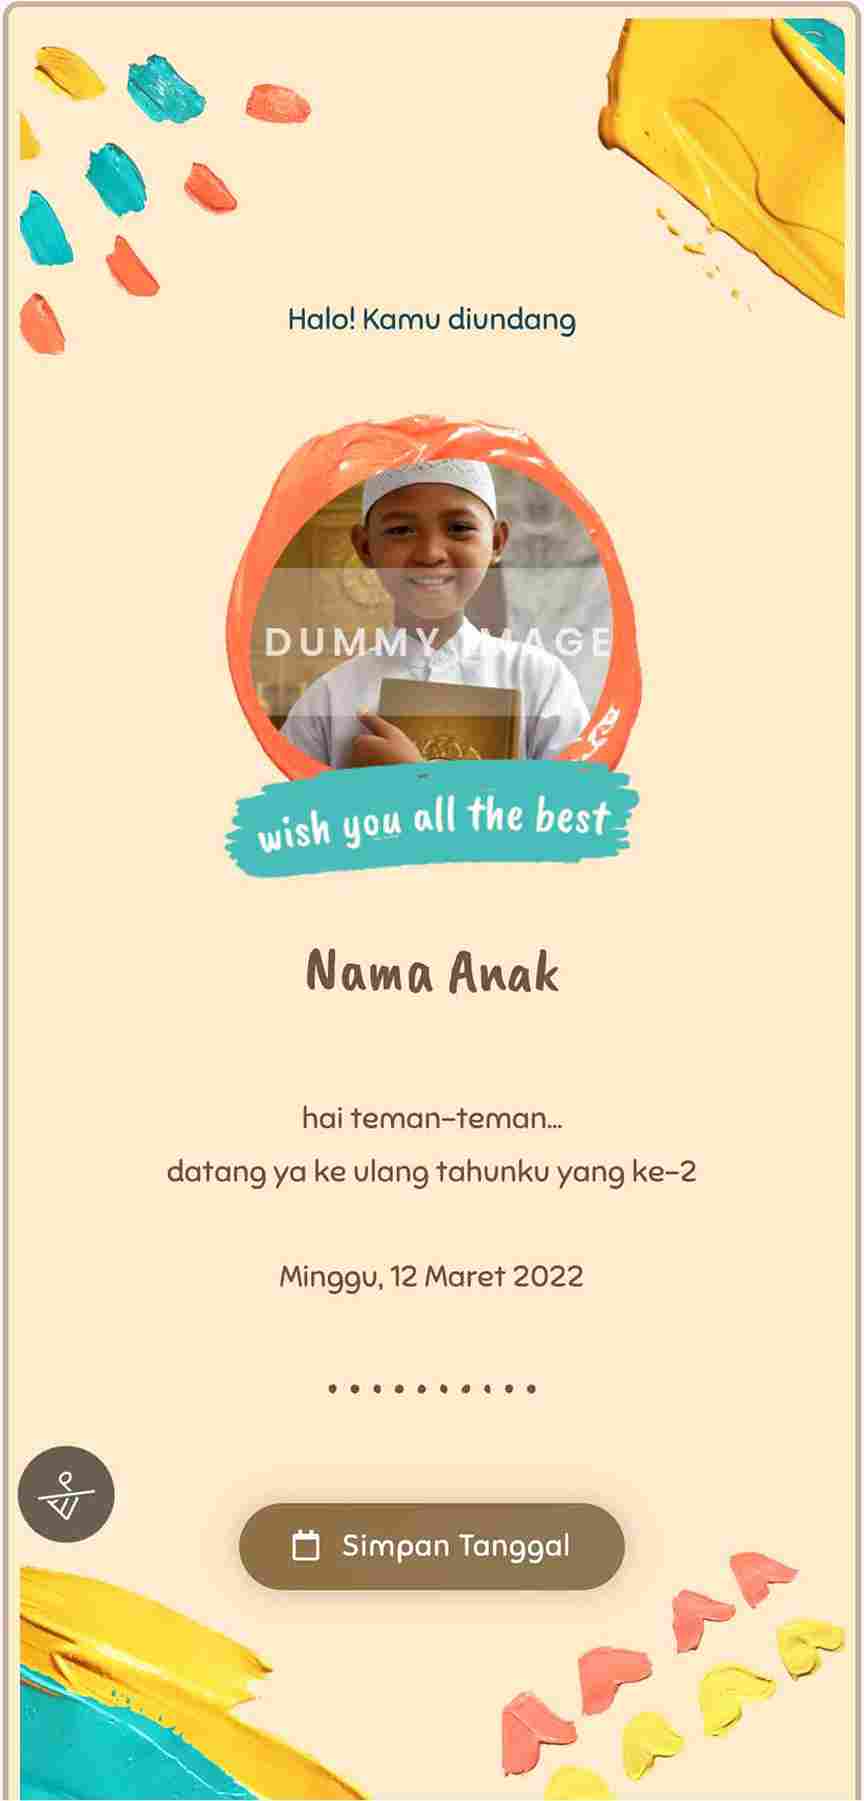 Halo! Kamu diundang
DUMMY IMAGE
wish you all the best
Nama Anak
hai teman-teman...
datang ya ke ulang tahunku yang ke-2
Minggu, 12 Maret 2022
Simpan Tanggal